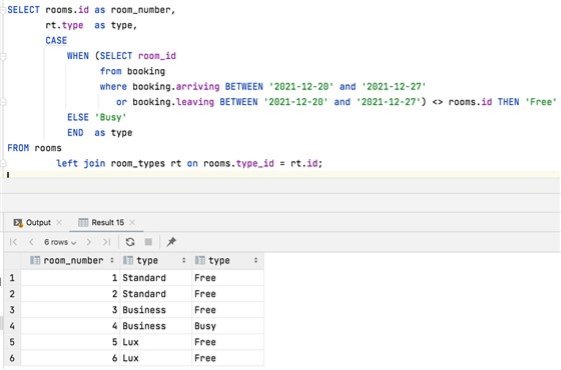 SELECT rooms.id as room_number,
rt.type as type,
CASE
WHEN (SELECT room_id
from booking
where booking.arriving BETWEEN '2021-12-20' and '2021-12-27'
or booking.leaving BETWEEN '2021-12-20' and '2021-12-27') <> rooms.id THEN 'Free'
ELSE 'Busy'
END as type
FROM rooms
left join room_types rt on rooms.type_id = rt.id;
Output Result 15
6 rows
room_number type type
1 1 Standard Free
2 2 Standard Free
3 3 Business Free
4 4 Business Busy
5 5 Lux Free
6 6 Lux Free